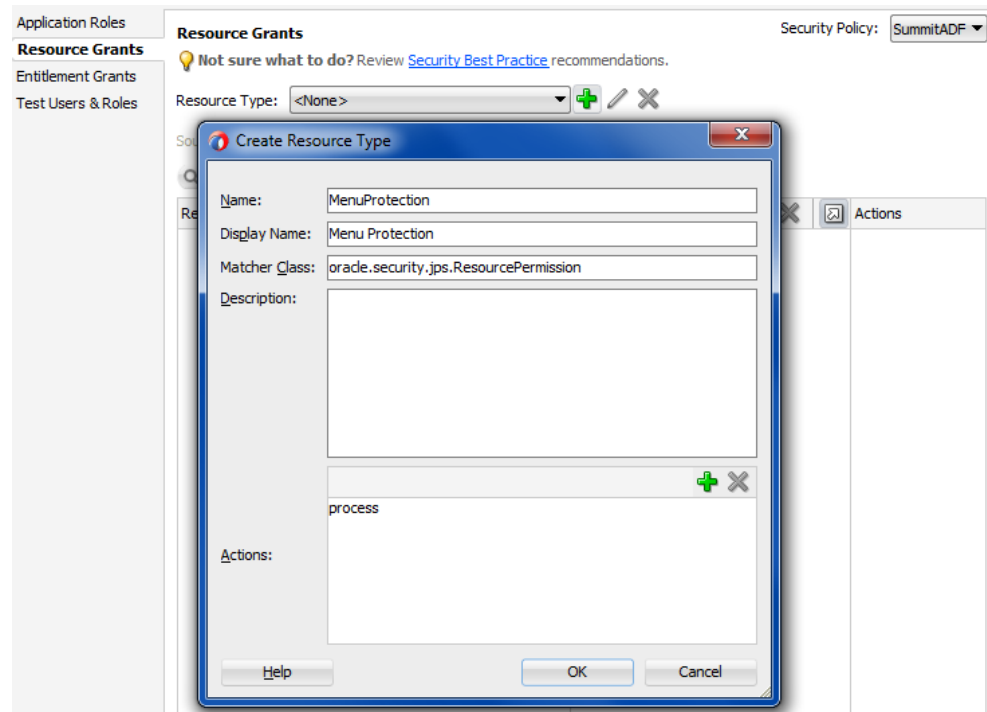 Application Roles
Resource Grants
Entitlement Grants
Test Users & Roles
Resource Grants
Security Policy: SummitADF
Not sure what to do? Review Security Best Practice recommendations.
Resource Type: <None>
Create Resource Type
Name: MenuProtection
Display Name: Menu Protection
Matcher Class: oracle.security.jps.ResourcePermission
Description:
process
Actions:
Help OK Cancel
Sou
Re
Actions